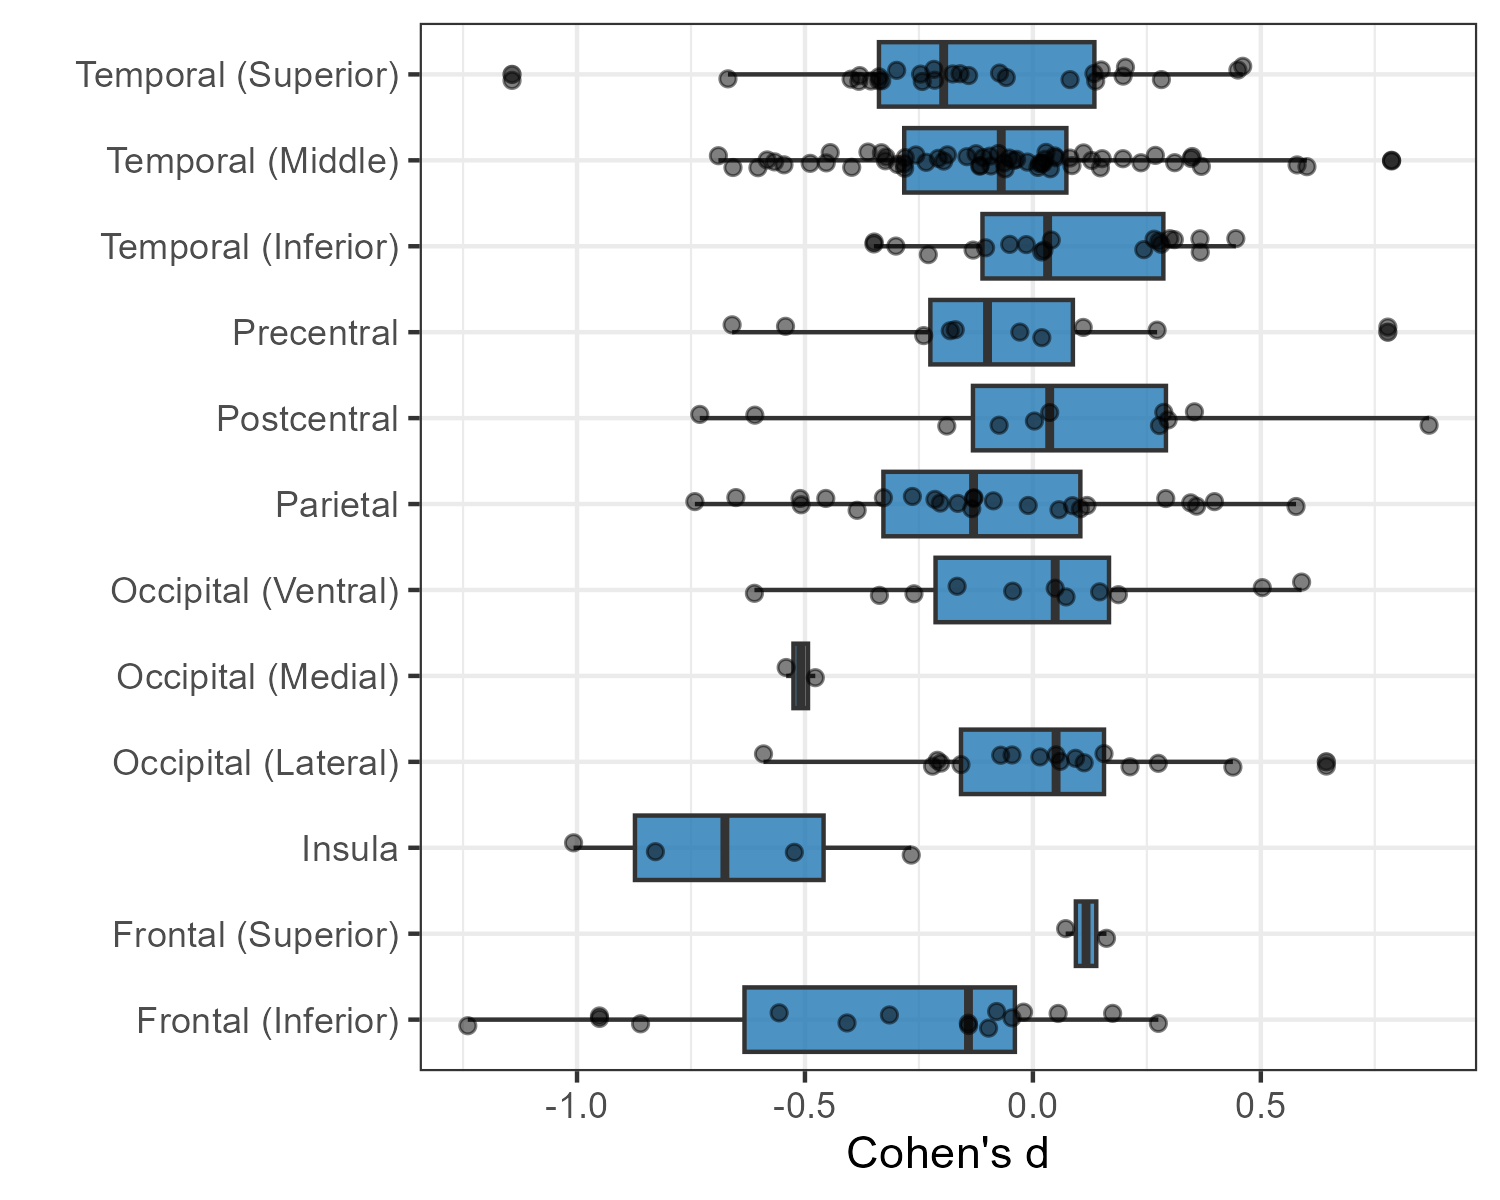 Temporal (Superior)
Temporal (Middle)
Temporal (Inferior)
Precentral
Postcentral
Parietal
Occipital (Ventral)
Occipital (Medial)
Occipital (Lateral)
Insula
Frontal (Superior)
Frontal (Inferior)
-1.0 -0.5 0.0 0.5
Cohen's d